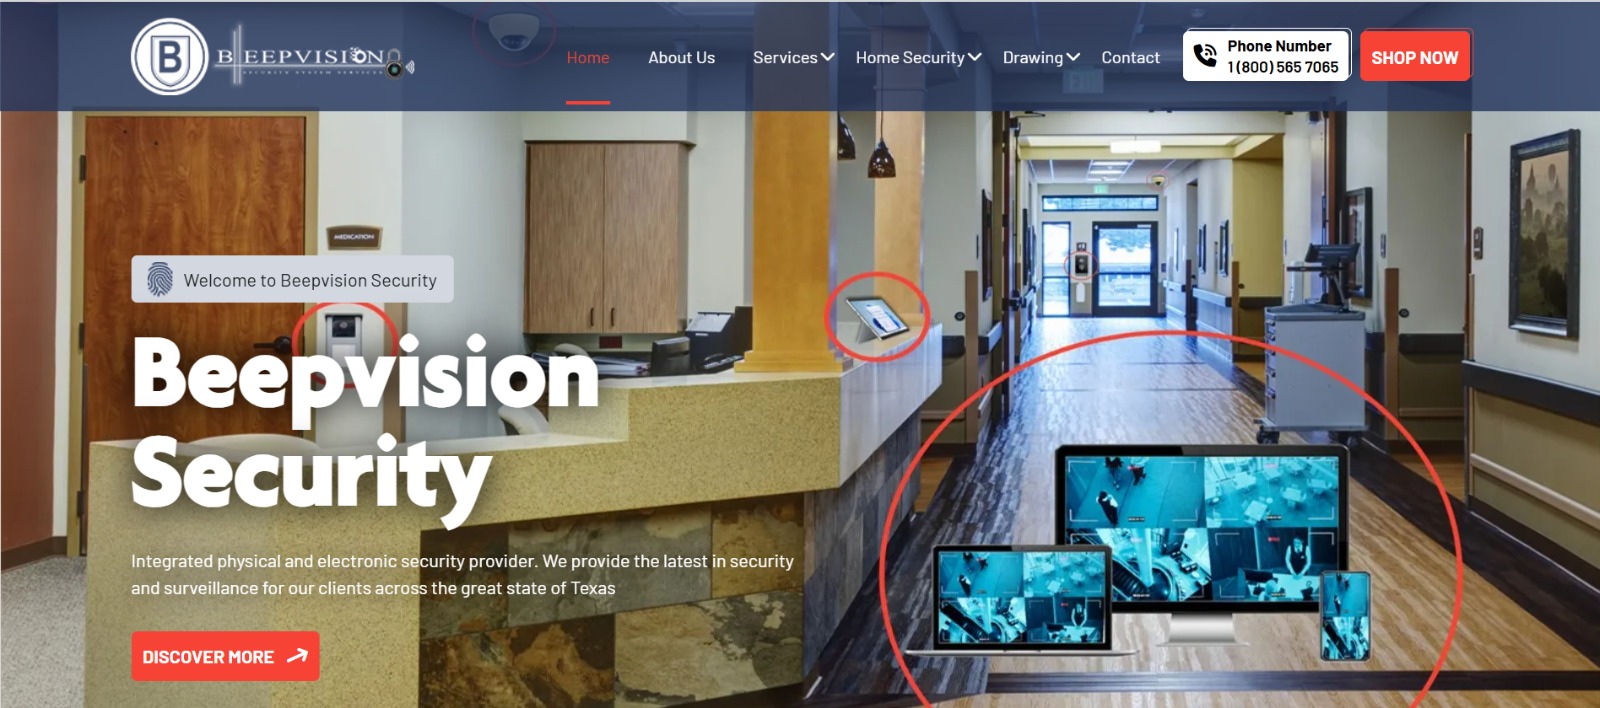 B BEEPVISION
SECURITY SYSTEM SERVICES
Home
About Us
Services
Home Security
Drawing
Contact
Phone Number
1 (800) 565 7065
SHOP NOW
EXIT
MEDICATION
Welcome to Beepvision Security
Beepvision
Security
Integrated physical and electronic security provider. We provide the latest in security
and surveillance for our clients across the great state of Texas
DISCOVER MORE